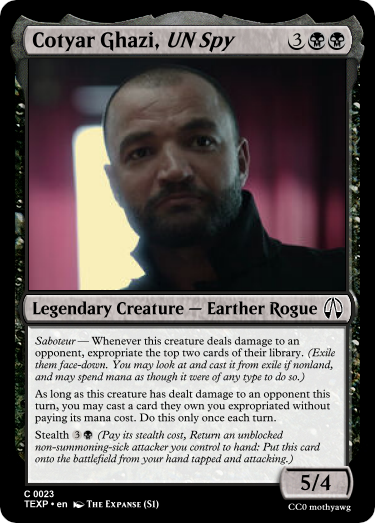 Cotyar Ghazi, UN Spy 3
Legendary Creature — Earther Rogue
Saboteur — Whenever this creature deals damage to an
opponent, expropriate the top two cards of their library. (Exile
them face-down. You may look at and cast it from exile if nonland,
and may spend mana as though it were of any type to do so.)
As long as this creature has dealt damage to an opponent this
turn, you may cast a card they own you expropriated without
paying its mana cost. Do this only once each turn.
Stealth 3 (Pay its stealth cost, Return an unblocked
non-summoning-sick attacker you control to hand: Put this card
onto the battlefield from your hand tapped and attacking.)
5/4
C 0023
TEXP • en THE EXPANSE (S1)
CC0 mothyawg